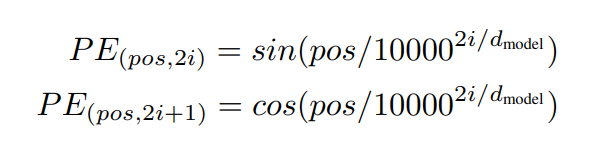 PE_{(pos,2i)} = sin(pos/10000^{2i/d_{model}})
PE_{(pos,2i+1)} = cos(pos/10000^{2i/d_{model}})